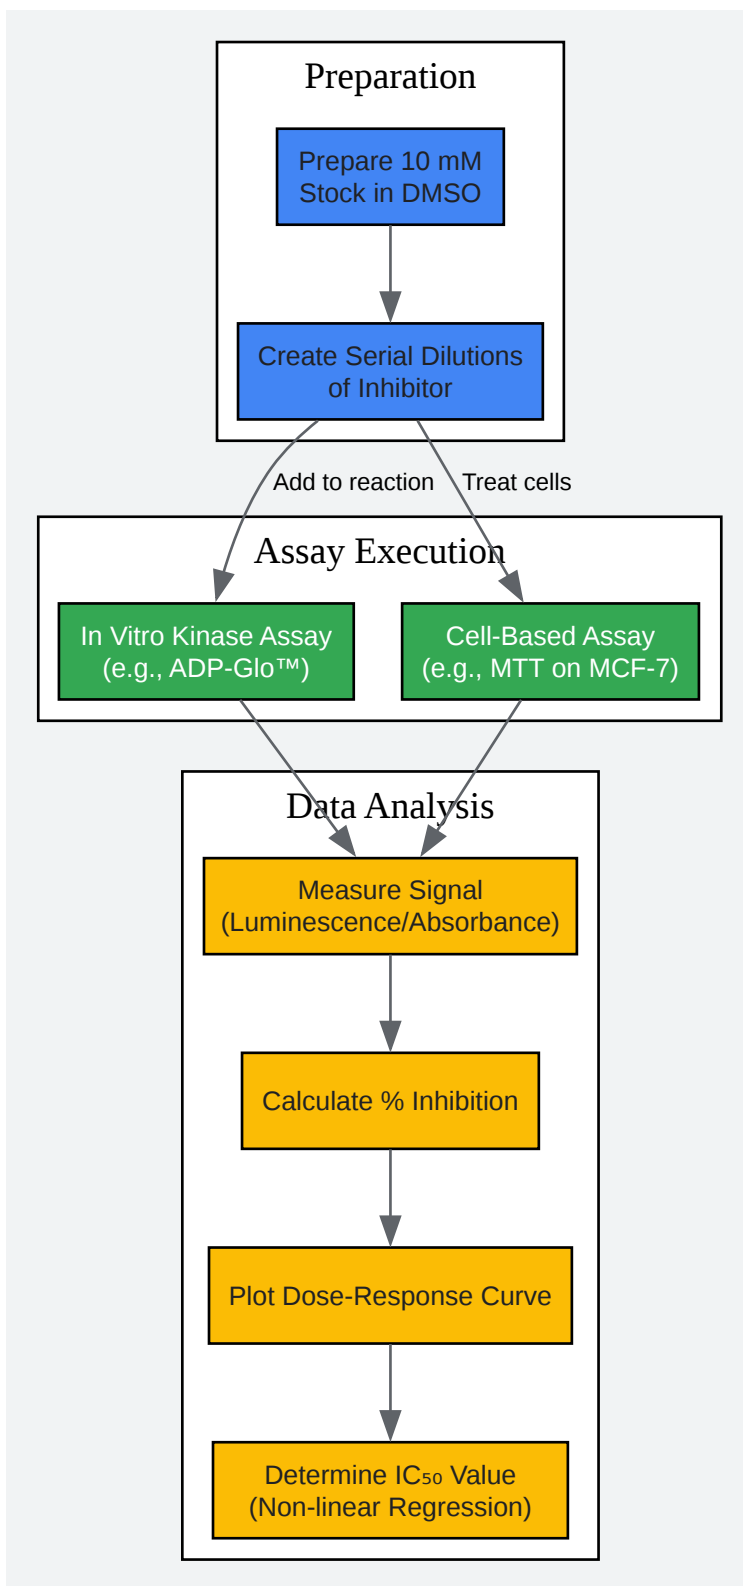 Preparation
Prepare 10 mM
Stock in DMSO
Create Serial Dilutions
of Inhibitor
Add to reaction
Treat cells
Assay Execution
In Vitro Kinase Assay
(e.g., ADP-Glo™)
Cell-Based Assay
(e.g., MTT on MCF-7)
Data Analysis
Measure Signal
(Luminescence/Absorbance)
Calculate % Inhibition
Plot Dose-Response Curve
Determine IC₅₀ Value
(Non-linear Regression)